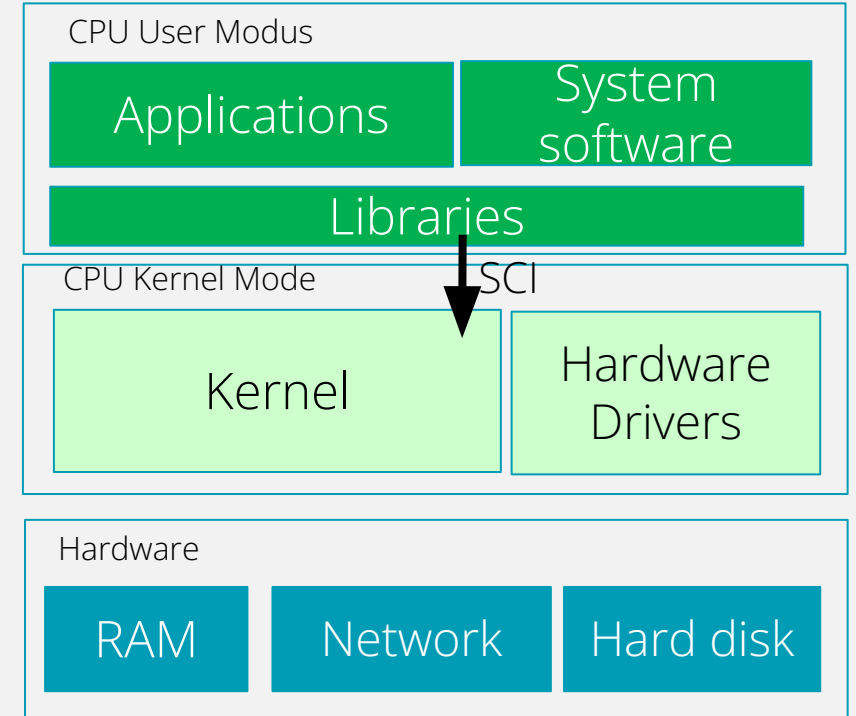 CPU User Modus
Applications
System
software
Libraries
SCI
CPU Kernel Mode
Kernel
Hardware
Drivers
Hardware
RAM
Network
Hard disk